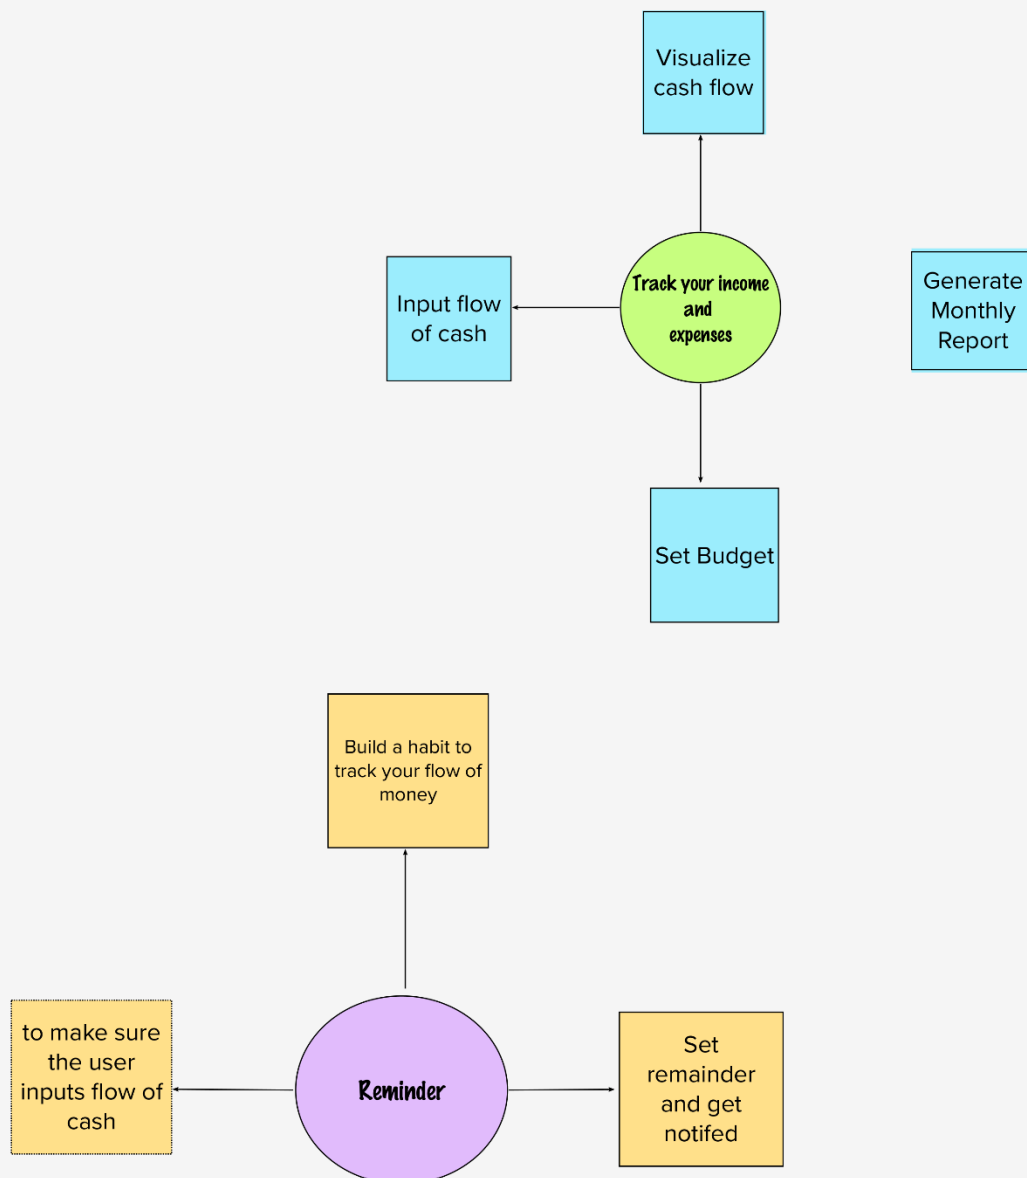 Visualize
cash flow
Input flow
of cash
Track your income
and
expenses
Generate
Monthly
Report
Set Budget
Build a habit to
track your flow of
money
to make sure
the user
inputs flow of
cash
Reminder
Set
remainder
and get
notifed